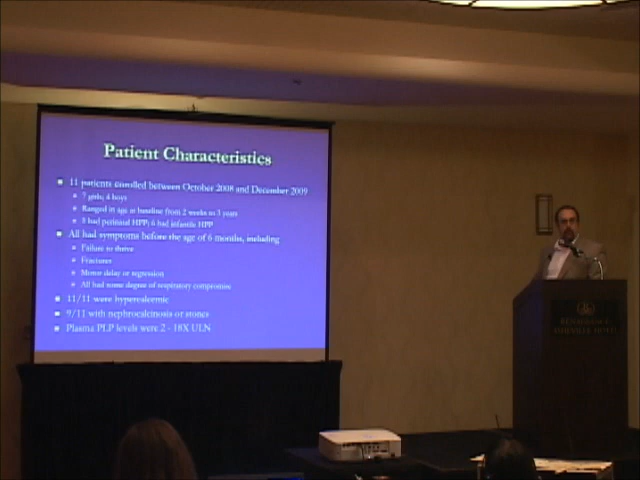 Patient Characteristics
11 patients enrolled between October 2008 and December 2009
7 girls; 4 boys
Ranged in age at baseline from 2 weeks to 3 years
5 had perinatal HPP; 6 had infantile HPP
All had symptoms before the age of 6 months, including
Failure to thrive
Fractures
Motor delay or regression
All had some degree of respiratory compromise
11/11 were hypercalcemic
9/11 with nephrocalcinosis or stones
Plasma PLP levels were 2 - 18X ULN
RENAISSANCE
ASHEVILLE HOTEL